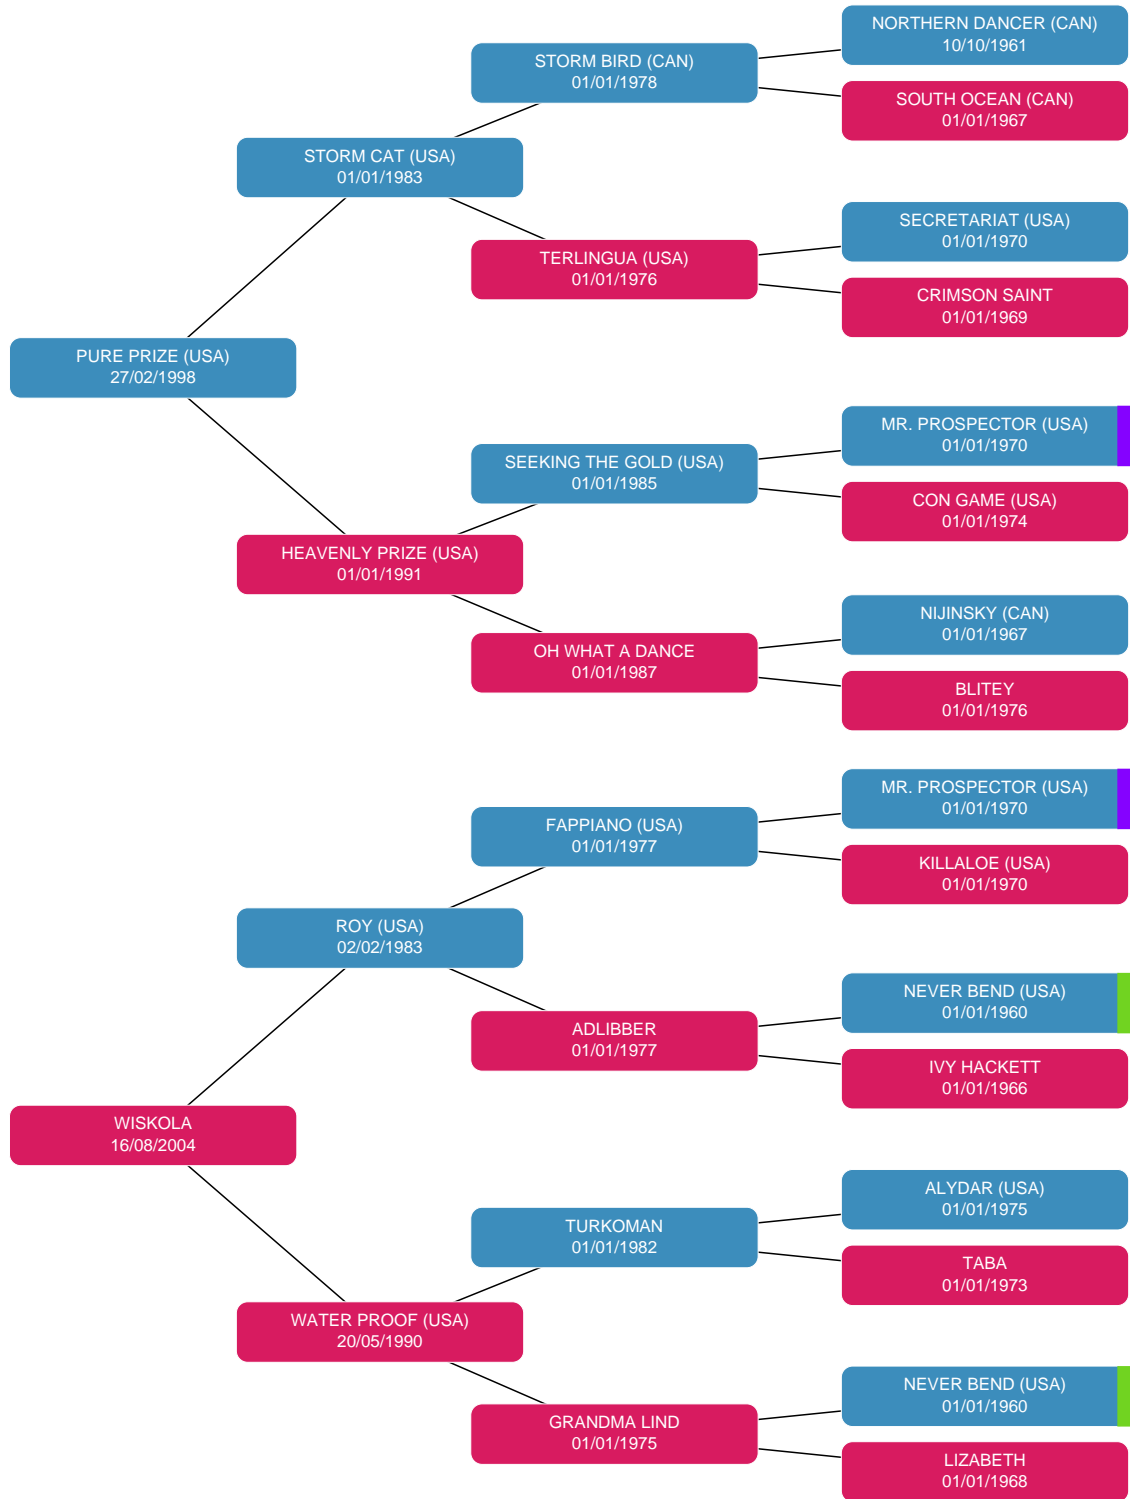 NORTHERN DANCER (CAN)
10/10/1961
STORM BIRD (CAN)
01/01/1978
SOUTH OCEAN (CAN)
01/01/1967
STORM CAT (USA)
01/01/1983
SECRETARIAT (USA)
01/01/1970
TERLINGUA (USA)
01/01/1976
CRIMSON SAINT
01/01/1969
PURE PRIZE (USA)
27/02/1998
MR. PROSPECTOR (USA)
01/01/1970
SEEKING THE GOLD (USA)
01/01/1985
CON GAME (USA)
01/01/1974
HEAVENLY PRIZE (USA)
01/01/1991
NIJINSKY (CAN)
01/01/1967
OH WHAT A DANCE
01/01/1987
BLITEY
01/01/1976
MR. PROSPECTOR (USA)
01/01/1970
FAPPIANO (USA)
01/01/1977
KILLALOE (USA)
01/01/1970
ROY (USA)
02/02/1983
NEVER BEND (USA)
01/01/1960
ADLIBBER
01/01/1977
IVY HACKETT
01/01/1966
WISKOLA
16/08/2004
ALYDAR (USA)
01/01/1975
TURKOMAN
01/01/1982
TABA
01/01/1973
WATER PROOF (USA)
20/05/1990
NEVER BEND (USA)
01/01/1960
GRANDMA LIND
01/01/1975
LIZABETH
01/01/1968